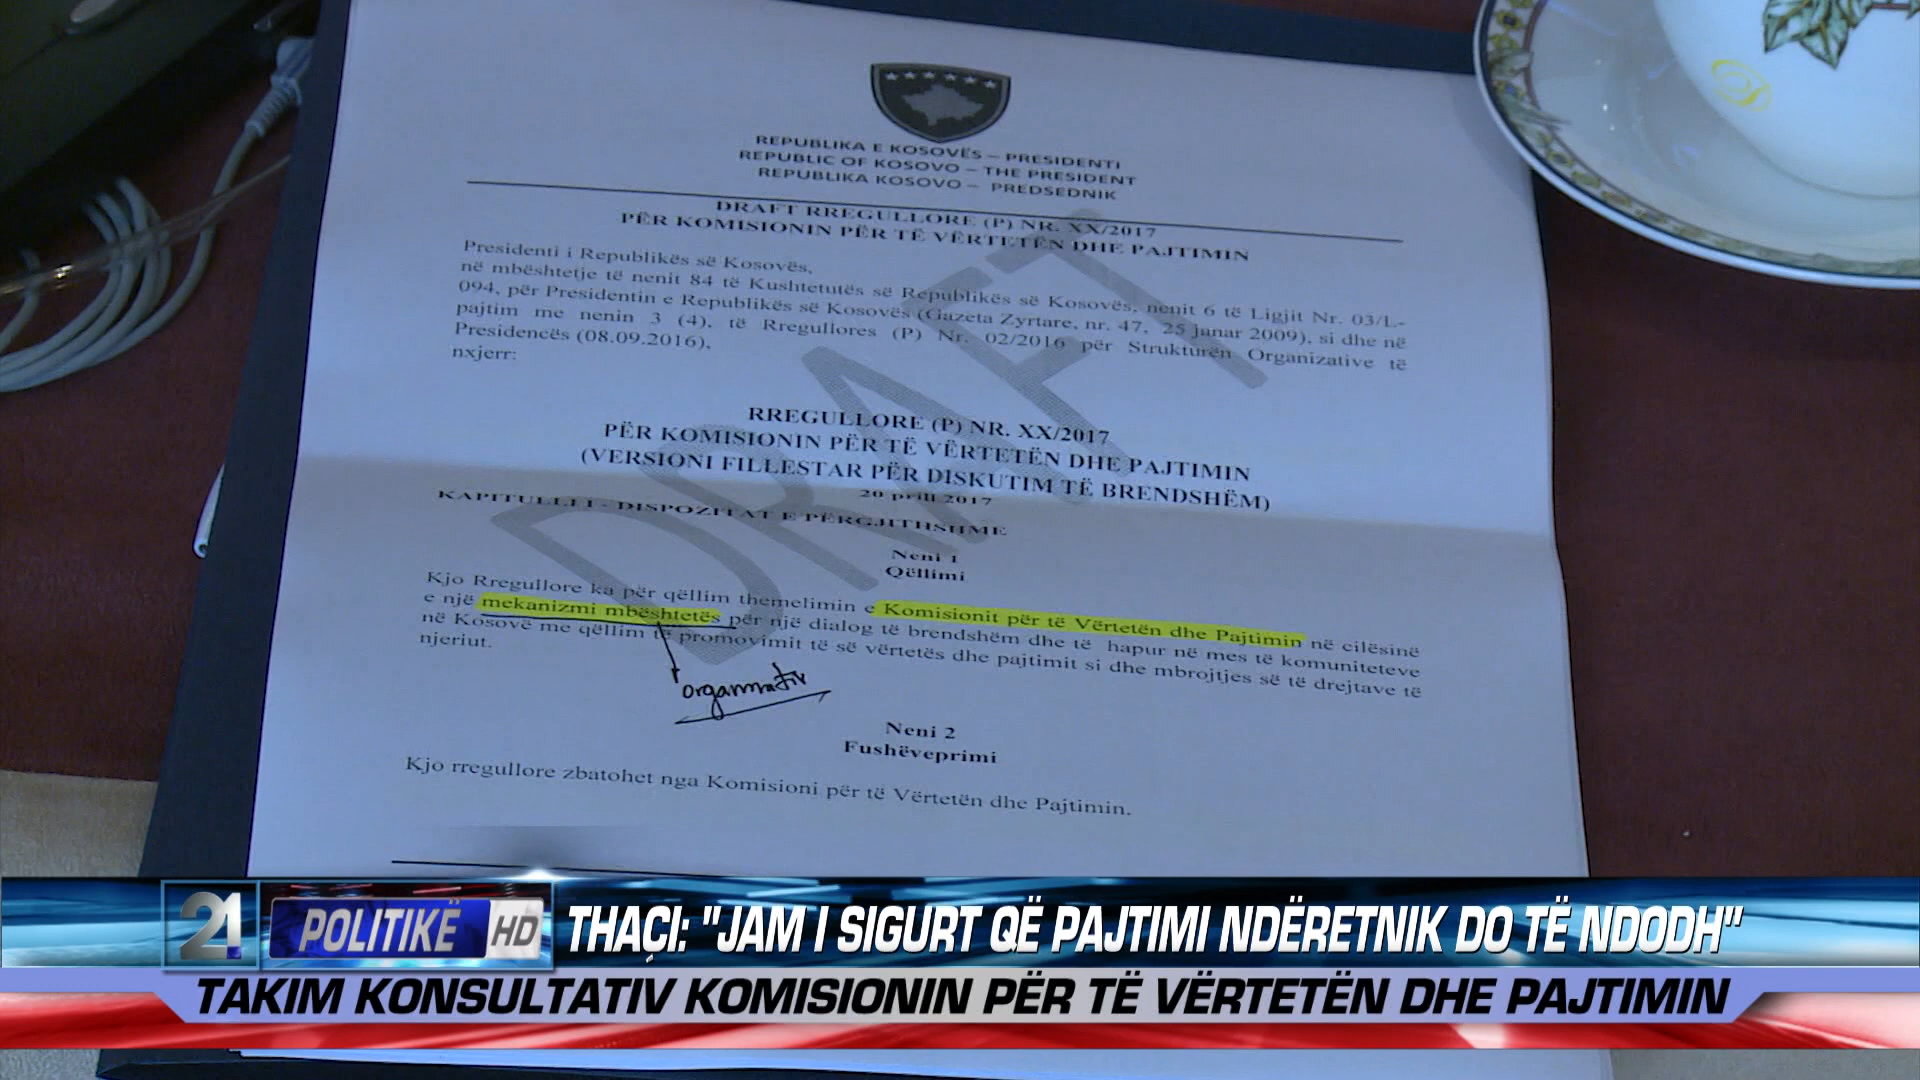 REPUBLIKA E KOSOVËS – PRESIDENTI
REPUBLIC OF KOSOVO – THE PRESIDENT
REPUBLIKA KOSOVO – PREDSEDNIK
DRAFT RREGULLORE (P) NR. XX/2017
PËR KOMISIONIN PËR TË VËRTETËN DHE PAJTIMIN
Presidenti i Republikës së Kosovës,
në mbështetje të nenit 84 të Kushtetutës së Republikës së Kosovës, nenit 6 të Ligjit Nr. 03/L-
094, për Presidentin e Republikës së Kosovës (Gazeta Zyrtare, nr. 47, 25 janar 2009), si dhe në
pajtim me nenin 3 (4), të Rregullores (P) Nr. 02/2016 për Strukturën Organizative të
Presidencës (08.09.2016),
nxjerr:
DRAFT
RREGULLORE (P) NR. XX/2017
PËR KOMISIONIN PËR TË VËRTETËN DHE PAJTIMIN
(VERSIONI FILLESTAR PËR DISKUTIM TË BRENDSHËM)
20 prill 2017
KAPITULLI I - DISPOZITAT E PËRGJITHSHME
Neni 1
Qëllimi
Kjo Rregullore ka për qëllim themelimin e Komisionit për të Vërtetën dhe Pajtimin në cilësinë
e një mekanizmi mbështetës për një dialog të brendshëm dhe të hapur në mes të komuniteteve
në Kosovë me qëllim të promovimit të së vërtetës dhe pajtimit si dhe mbrojtjes së të drejtave të
njeriut.
Neni 2
Fushëveprimi
Kjo rregullore zbatohet nga Komisioni për të Vërtetën dhe Pajtimin.
21 POLITIKË HD THAÇI: "JAM I SIGURT QË PAJTIMI NDËRETNIK DO TË NDODH"
TAKIM KONSULTATIV KOMISIONIN PËR TË VËRTETËN DHE PAJTIMIN